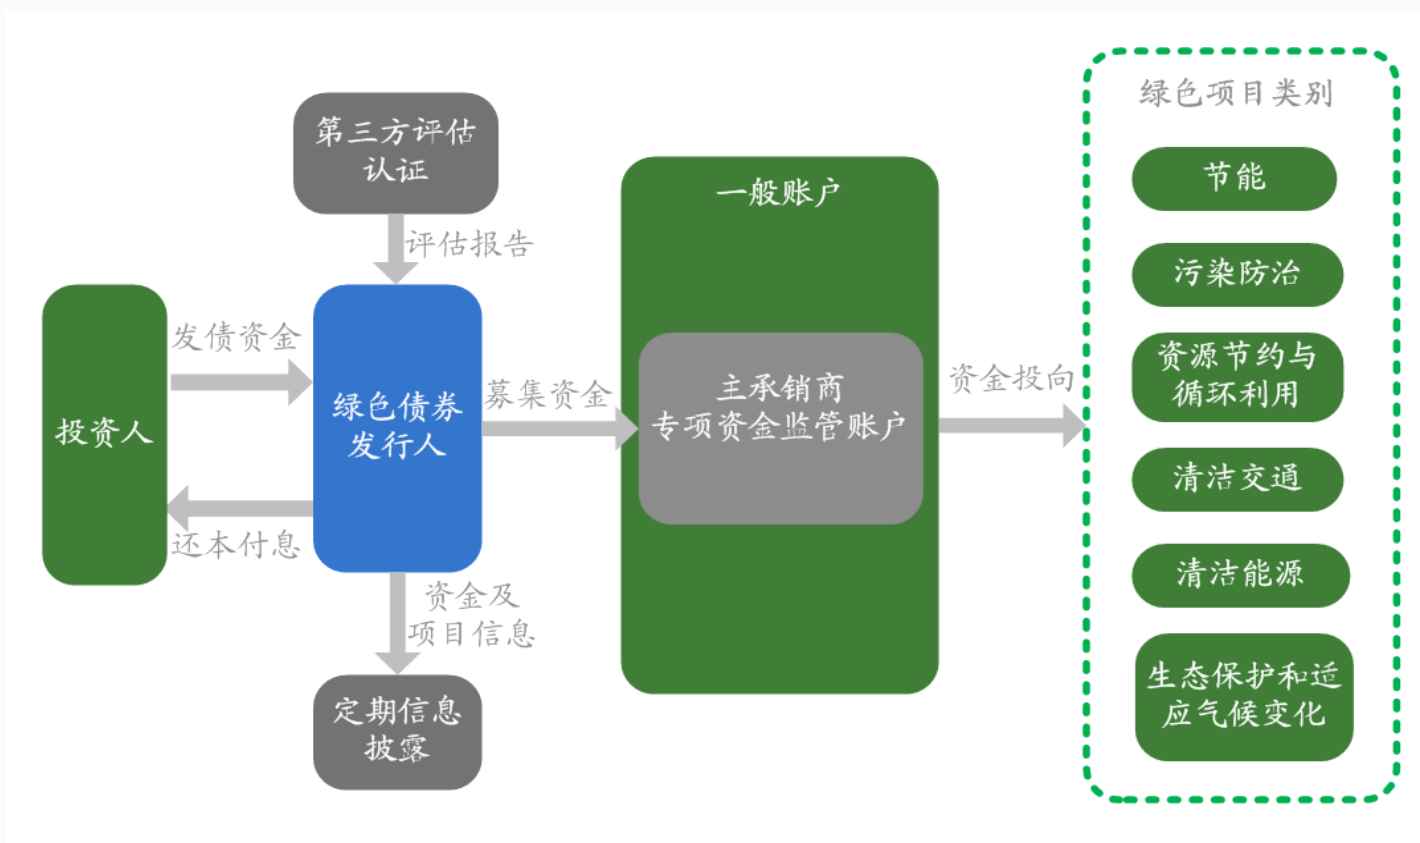 绿色项目类别
第三方评估
认证
节能
一般账户
评估报告
污染防治
发债资金
资源节约与
循环利用
投资人
绿色债券
发行人
募集资金
主承销商
专项资金监管账户
资金投向
清洁交通
还本付息
清洁能源
资金及
项目信息
生态保护和适
应气候变化
定期信息
披露